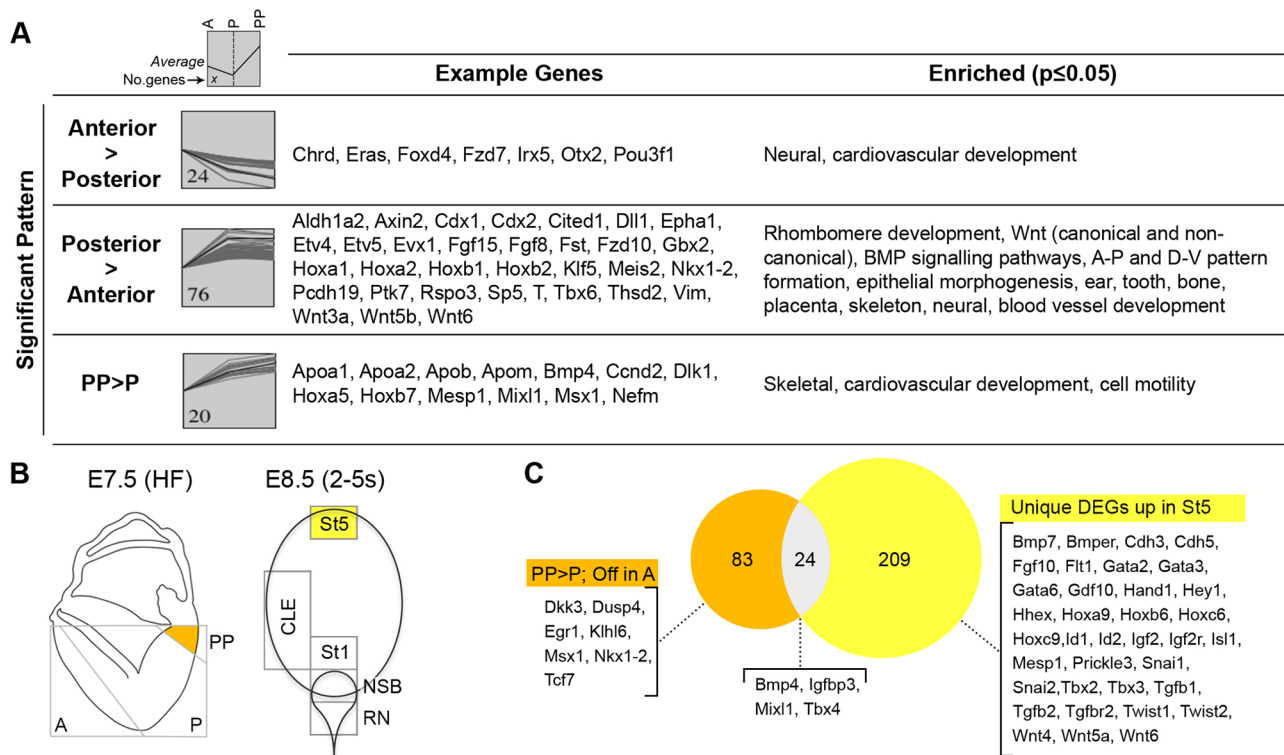 A
A
P
PP
Average
No.genes
x
Example Genes
Enriched (p≤0.05)
Significant Pattern
Anterior
>
Posterior
24
Chrd, Eras, Foxd4, Fzd7, Irx5, Otx2, Pou3f1
Neural, cardiovascular development
Posterior
>
Anterior
76
Aldh1a2, Axin2, Cdx1, Cdx2, Cited1, Dll1, Epha1,
Etv4, Etv5, Evx1, Fgf15, Fgf8, Fst, Fzd10, Gbx2,
Hoxa1, Hoxa2, Hoxb1, Hoxb2, Klf5, Meis2, Nkx1-2,
Pcdh19, Ptk7, Rspo3, Sp5, T, Tbx6, Thsd2, Vim,
Wnt3a, Wnt5b, Wnt6
Rhombomere development, Wnt (canonical and non-
canonical), BMP signalling pathways, A-P and D-V pattern
formation, epithelial morphogenesis, ear, tooth, bone,
placenta, skeleton, neural, blood vessel development
PP>P
20
Apoa1, Apoa2, Apob, Apom, Bmp4, Ccnd2, Dlk1,
Hoxa5, Hoxb7, Mesp1, Mixl1, Msx1, Nefm
Skeletal, cardiovascular development, cell motility
B
E7.5 (HF)
PP
A
P
E8.5 (2-5s)
St5
CLE
St1
NSB
RN
C
83
24
209
PP>P; Off in A
Dkk3, Dusp4,
Egr1, Klhl6,
Msx1, Nkx1-2,
Tcf7
Bmp4, Igfbp3,
Mixl1, Tbx4
Unique DEGs up in St5
Bmp7, Bmper, Cdh3, Cdh5,
Fgf10, Flt1, Gata2, Gata3,
Gata6, Gdf10, Hand1, Hey1,
Hhex, Hoxa9, Hoxb6, Hoxc6,
Hoxc9,Id1, Id2, Igf2, Igf2r, Isl1,
Mesp1, Prickle3, Snai1,
Snai2,Tbx2, Tbx3, Tgfb1,
Tgfb2, Tgfbr2, Twist1, Twist2,
Wnt4, Wnt5a, Wnt6